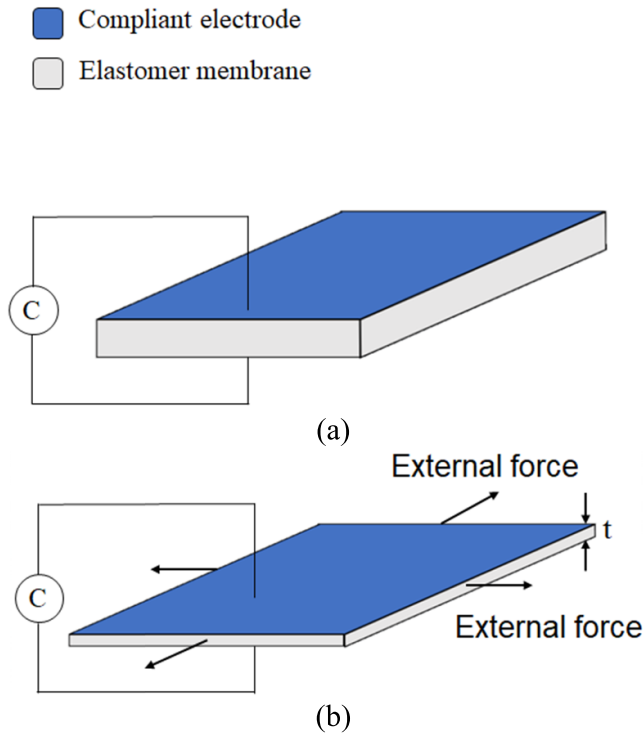 Compliant electrode
Elastomer membrane
C
(a)
External force
t
C
External force
(b)